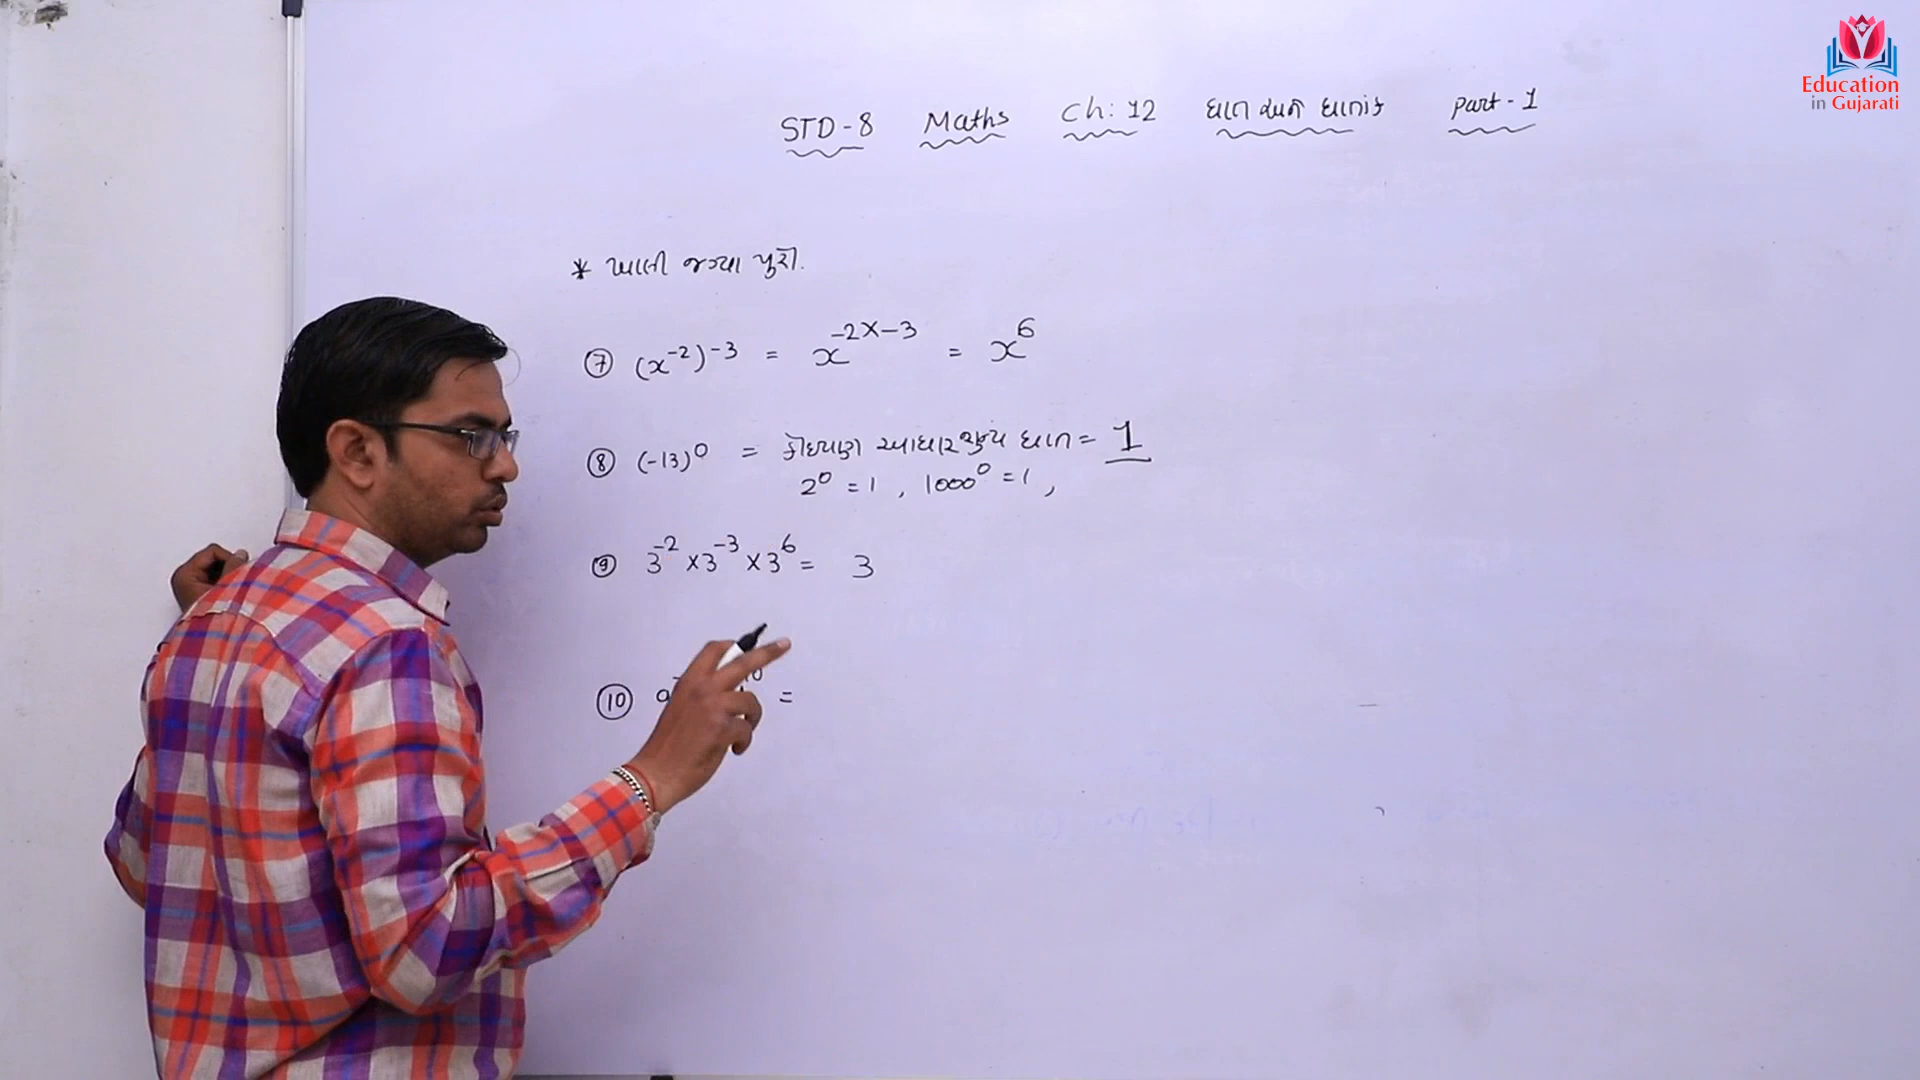 Education
in Gujarati
STD-8 Maths Ch: 12 ઘાત અને ઘાતાંક part-1
* ખાલી જગ્યા પુરો.
⑦ (x⁻²)⁻³ = x⁻²ˣ⁻³ = x⁶
⑧ (-13)⁰ = કોઈપણ આધાર શૂન્ય ઘાત = 1
2⁰ = 1 , 1000⁰ = 1 ,
⑨ 3⁻² × 3⁻³ × 3⁶ = 3
⑩ =